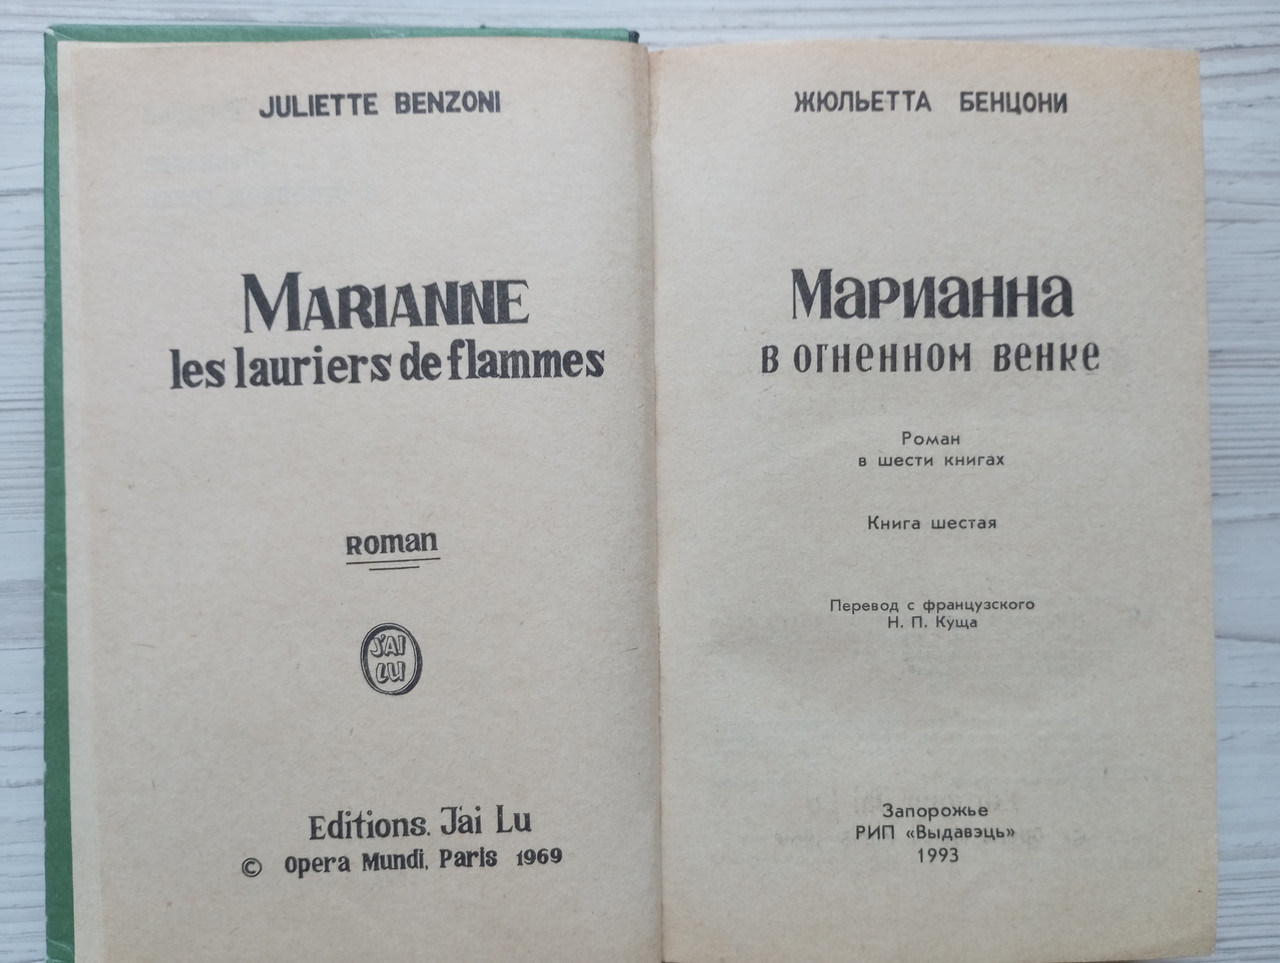 JULIETTE BENZONI
MARIANNE
les lauriers de flammes
roman
J'AI
LU
Editions. J'ai Lu
© Opera Mundi, Paris 1969
ЖЮЛЬЕТТА БЕНЦОНИ
Марианна
в огненном венке
Роман
в шести книгах
Книга шестая
Перевод с французского
Н. П. Куща
Запорожье
РИП «Выдавэць»
1993